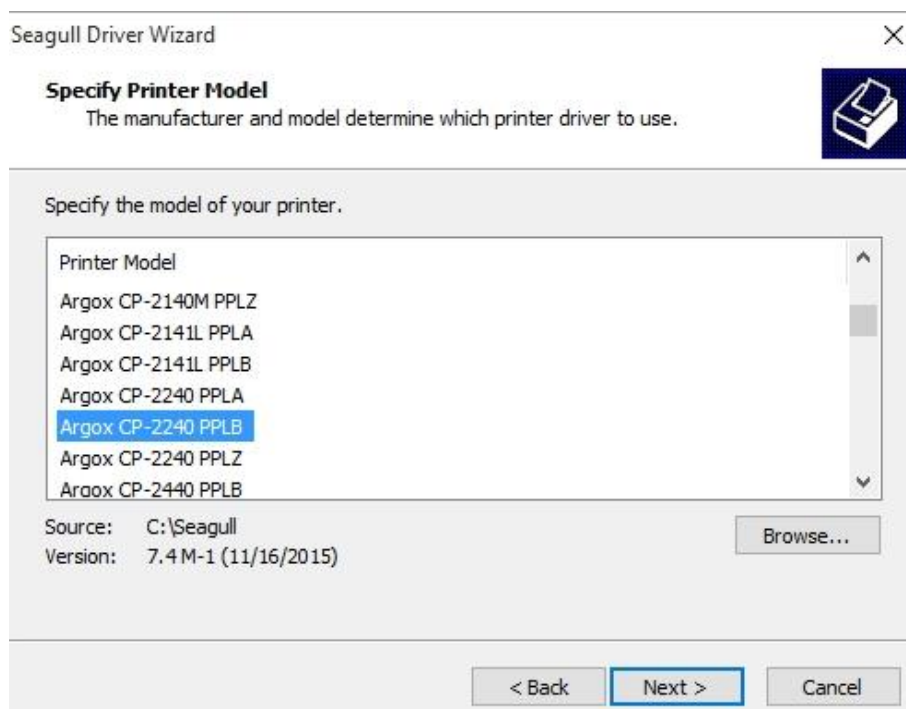 Seagull Driver Wizard
Specify Printer Model
The manufacturer and model determine which printer driver to use.
Specify the model of your printer.
Printer Model
Argox CP-2140M PPLZ
Argox CP-2141L PPLA
Argox CP-2141L PPLB
Argox CP-2240 PPLA
Argox CP-2240 PPLB
Argox CP-2240 PPLZ
Argox CP-2440 PPLB
Source: C:\Seagull
Browse...
Version: 7.4 M-1 (11/16/2015)
< Back Next > Cancel